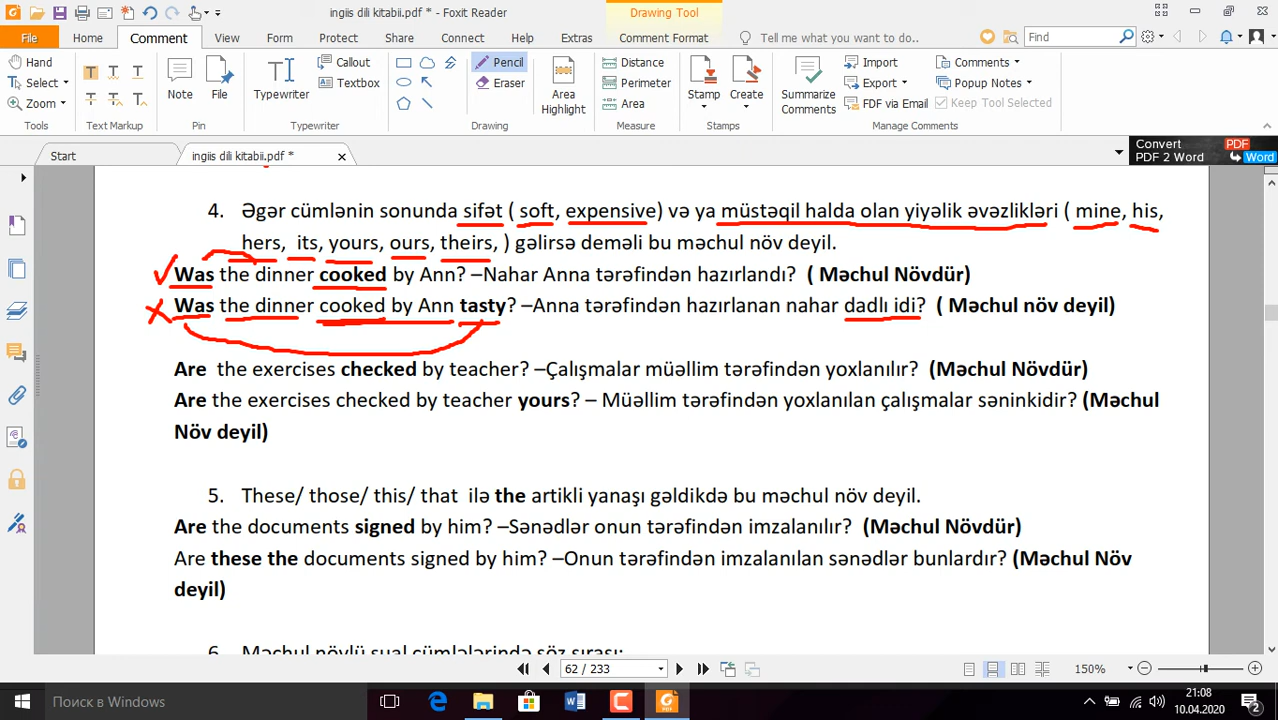 ingiis dili kitabii.pdf * - Foxit Reader
Drawing Tool
File Home Comment View Form Protect Share Connect Help Extras Comment Format Tell me what you want to do.. Find
Hand
Select
Zoom
Tools
T T T
T T T
Text Markup
Note File
Pin
Typewriter
Callout
Textbox
Typewriter
Pencil
Eraser
Drawing
Area Highlight
Distance
Perimeter
Area
Measure
Stamp Create
Stamps
Summarize Comments
Import
Export
FDF via Email
Comments
Popup Notes
Keep Tool Selected
Manage Comments
Start ingiis dili kitabii.pdf *
Convert PDF
PDF 2 Word Word
4. Əgər cümlənin sonunda sifət ( soft, expensive) və ya müstəqil halda olan yiyəlik əvəzlikləri ( mine, his,
hers, its, yours, ours, theirs, ) gəlirsə deməli bu məchul növ deyil.
Was the dinner cooked by Ann? –Nahar Anna tərəfindən hazırlandı? ( Məchul Növdür)
Was the dinner cooked by Ann tasty? –Anna tərəfindən hazırlanan nahar dadlı idi? ( Məchul növ deyil)
Are the exercises checked by teacher? –Çalışmalar müəllim tərəfindən yoxlanılır? (Məchul Növdür)
Are the exercises checked by teacher yours? – Müəllim tərəfindən yoxlanılan çalışmalar səninkidir? (Məchul
Növ deyil)
5. These/ those/ this/ that ilə the artikli yanaşı gəldikdə bu məchul növ deyil.
Are the documents signed by him? –Sənədlər onun tərəfindən imzalanılır? (Məchul Növdür)
Are these the documents signed by him? –Onun tərəfindən imzalanılan sənədlər bunlardır? (Məchul Növ
deyil)
6. Məchul növlü sual cümlələrində söz sırası:
62 / 233
150%
Поиск в Windows
21:08
10.04.2020
2